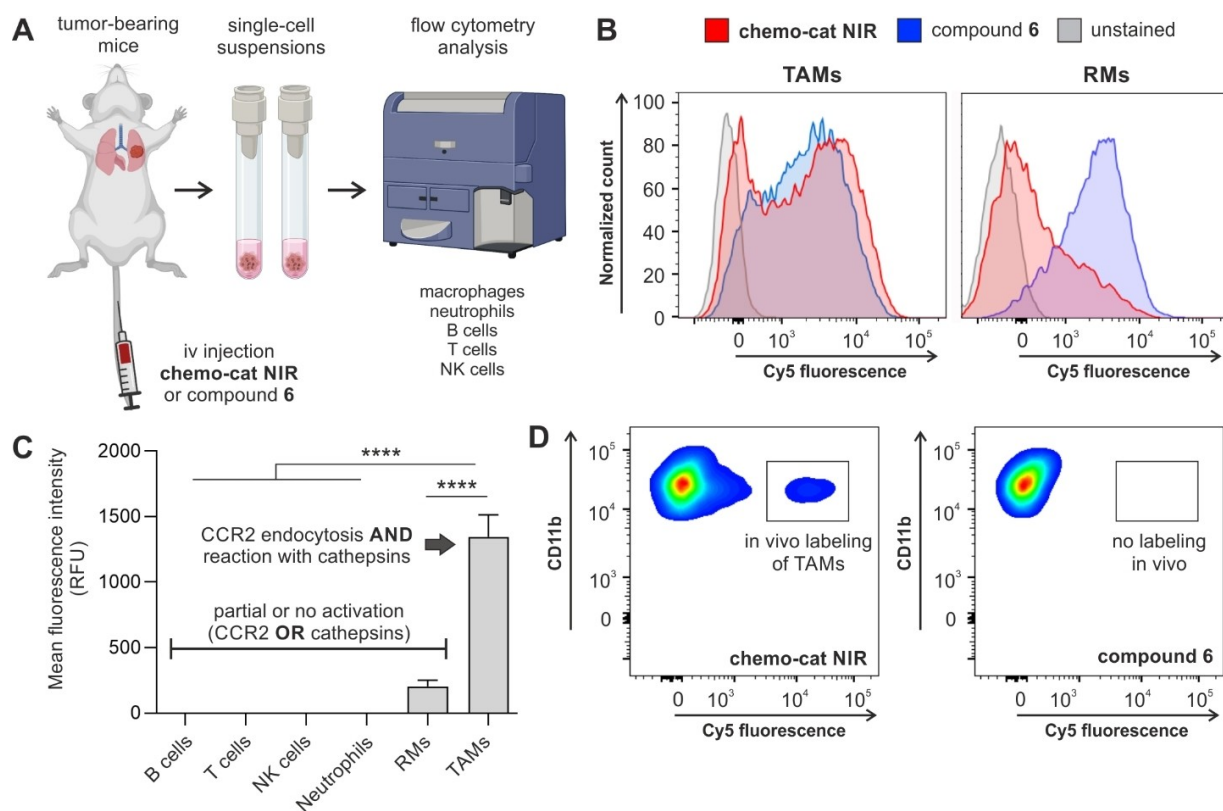 A
tumor-bearing
mice
single-cell
suspensions
flow cytometry
analysis
macrophages
neutrophils
B cells
T cells
NK cells
iv injection
chemo-cat NIR
or compound 6
B
chemo-cat NIR
compound 6
unstained
TAMs
RMs
Normalized count
100
80
60
40
20
0
0
10³
10⁴
10⁵
Cy5 fluorescence
0
10³
10⁴
10⁵
Cy5 fluorescence
C
Mean fluorescence intensity
(RFU)
2000
1500
1000
500
0
****
****
CCR2 endocytosis AND
reaction with cathepsins
partial or no activation
(CCR2 OR cathepsins)
B cells
T cells
NK cells
Neutrophils
RMs
TAMs
D
CD11b
10⁵
10⁴
10³
0
in vivo labeling
of TAMs
chemo-cat NIR
0
10³
10⁴
10⁵
Cy5 fluorescence
CD11b
10⁵
10⁴
10³
0
no labeling
in vivo
compound 6
0
10³
10⁴
10⁵
Cy5 fluorescence